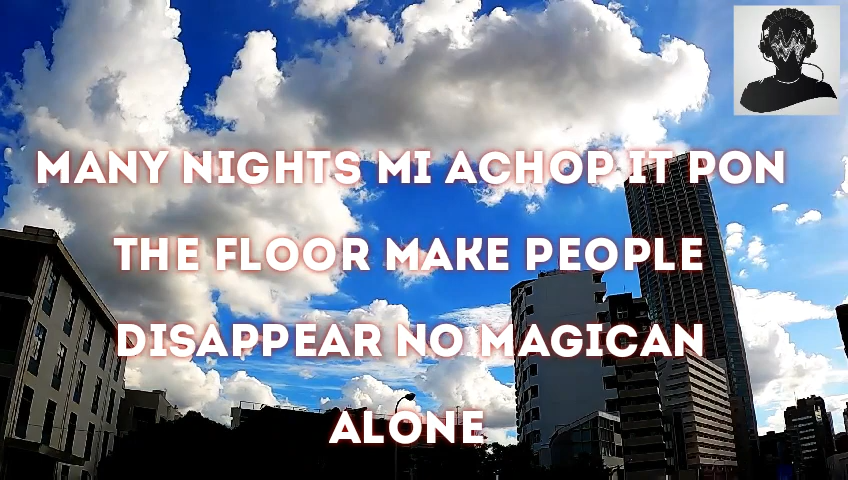 MANY NIGHTS MI ACHOP IT PON
THE FLOOR MAKE PEOPLE
DISAPPEAR NO MAGICAN
ALONE